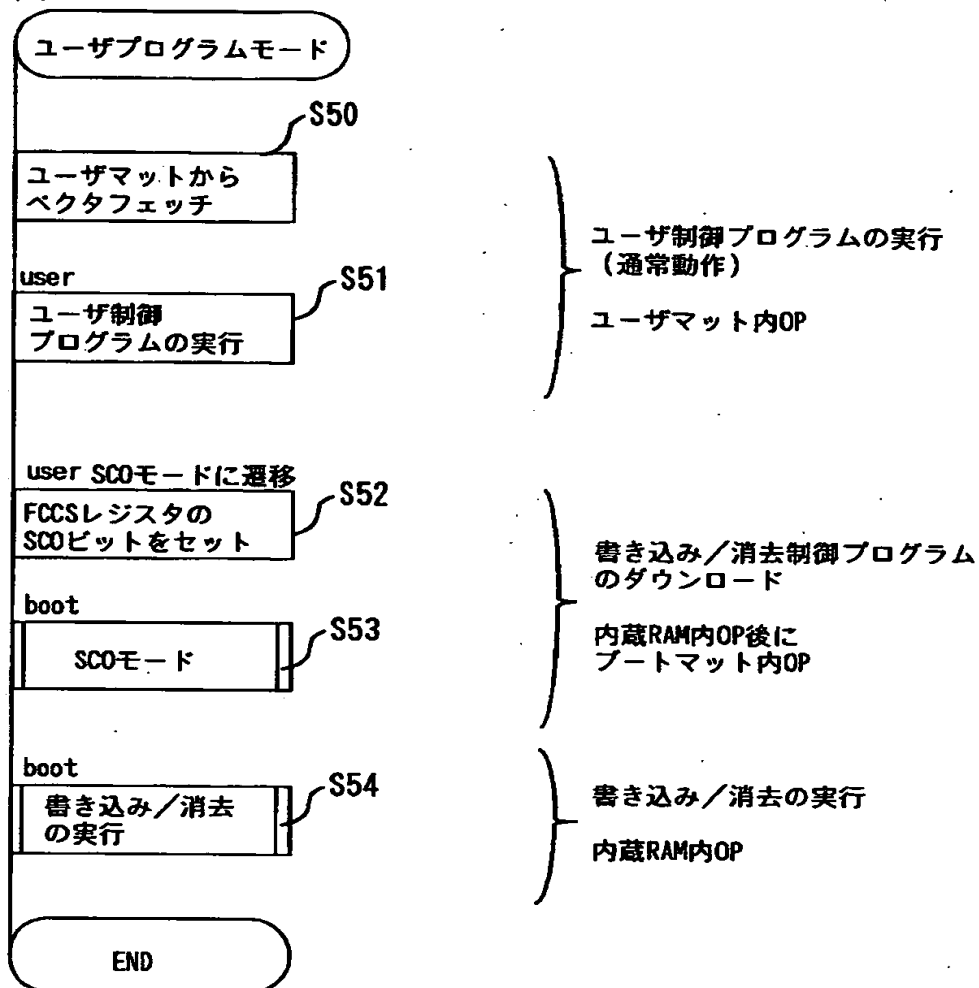 ユーザプログラムモード
S50
ユーザマットから
ベクタフェッチ
user
S51
ユーザ制御
プログラムの実行
ユーザ制御プログラムの実行
(通常動作)
ユーザマット内OP
user SCOモードに遷移
S52
FCCSレジスタの
SCOビットをセット
boot
S53
SCOモード
書き込み/消去制御プログラム
のダウンロード
内蔵RAM内OP後に
ブートマット内OP
boot
S54
書き込み/消去
の実行
書き込み/消去の実行
内蔵RAM内OP
END